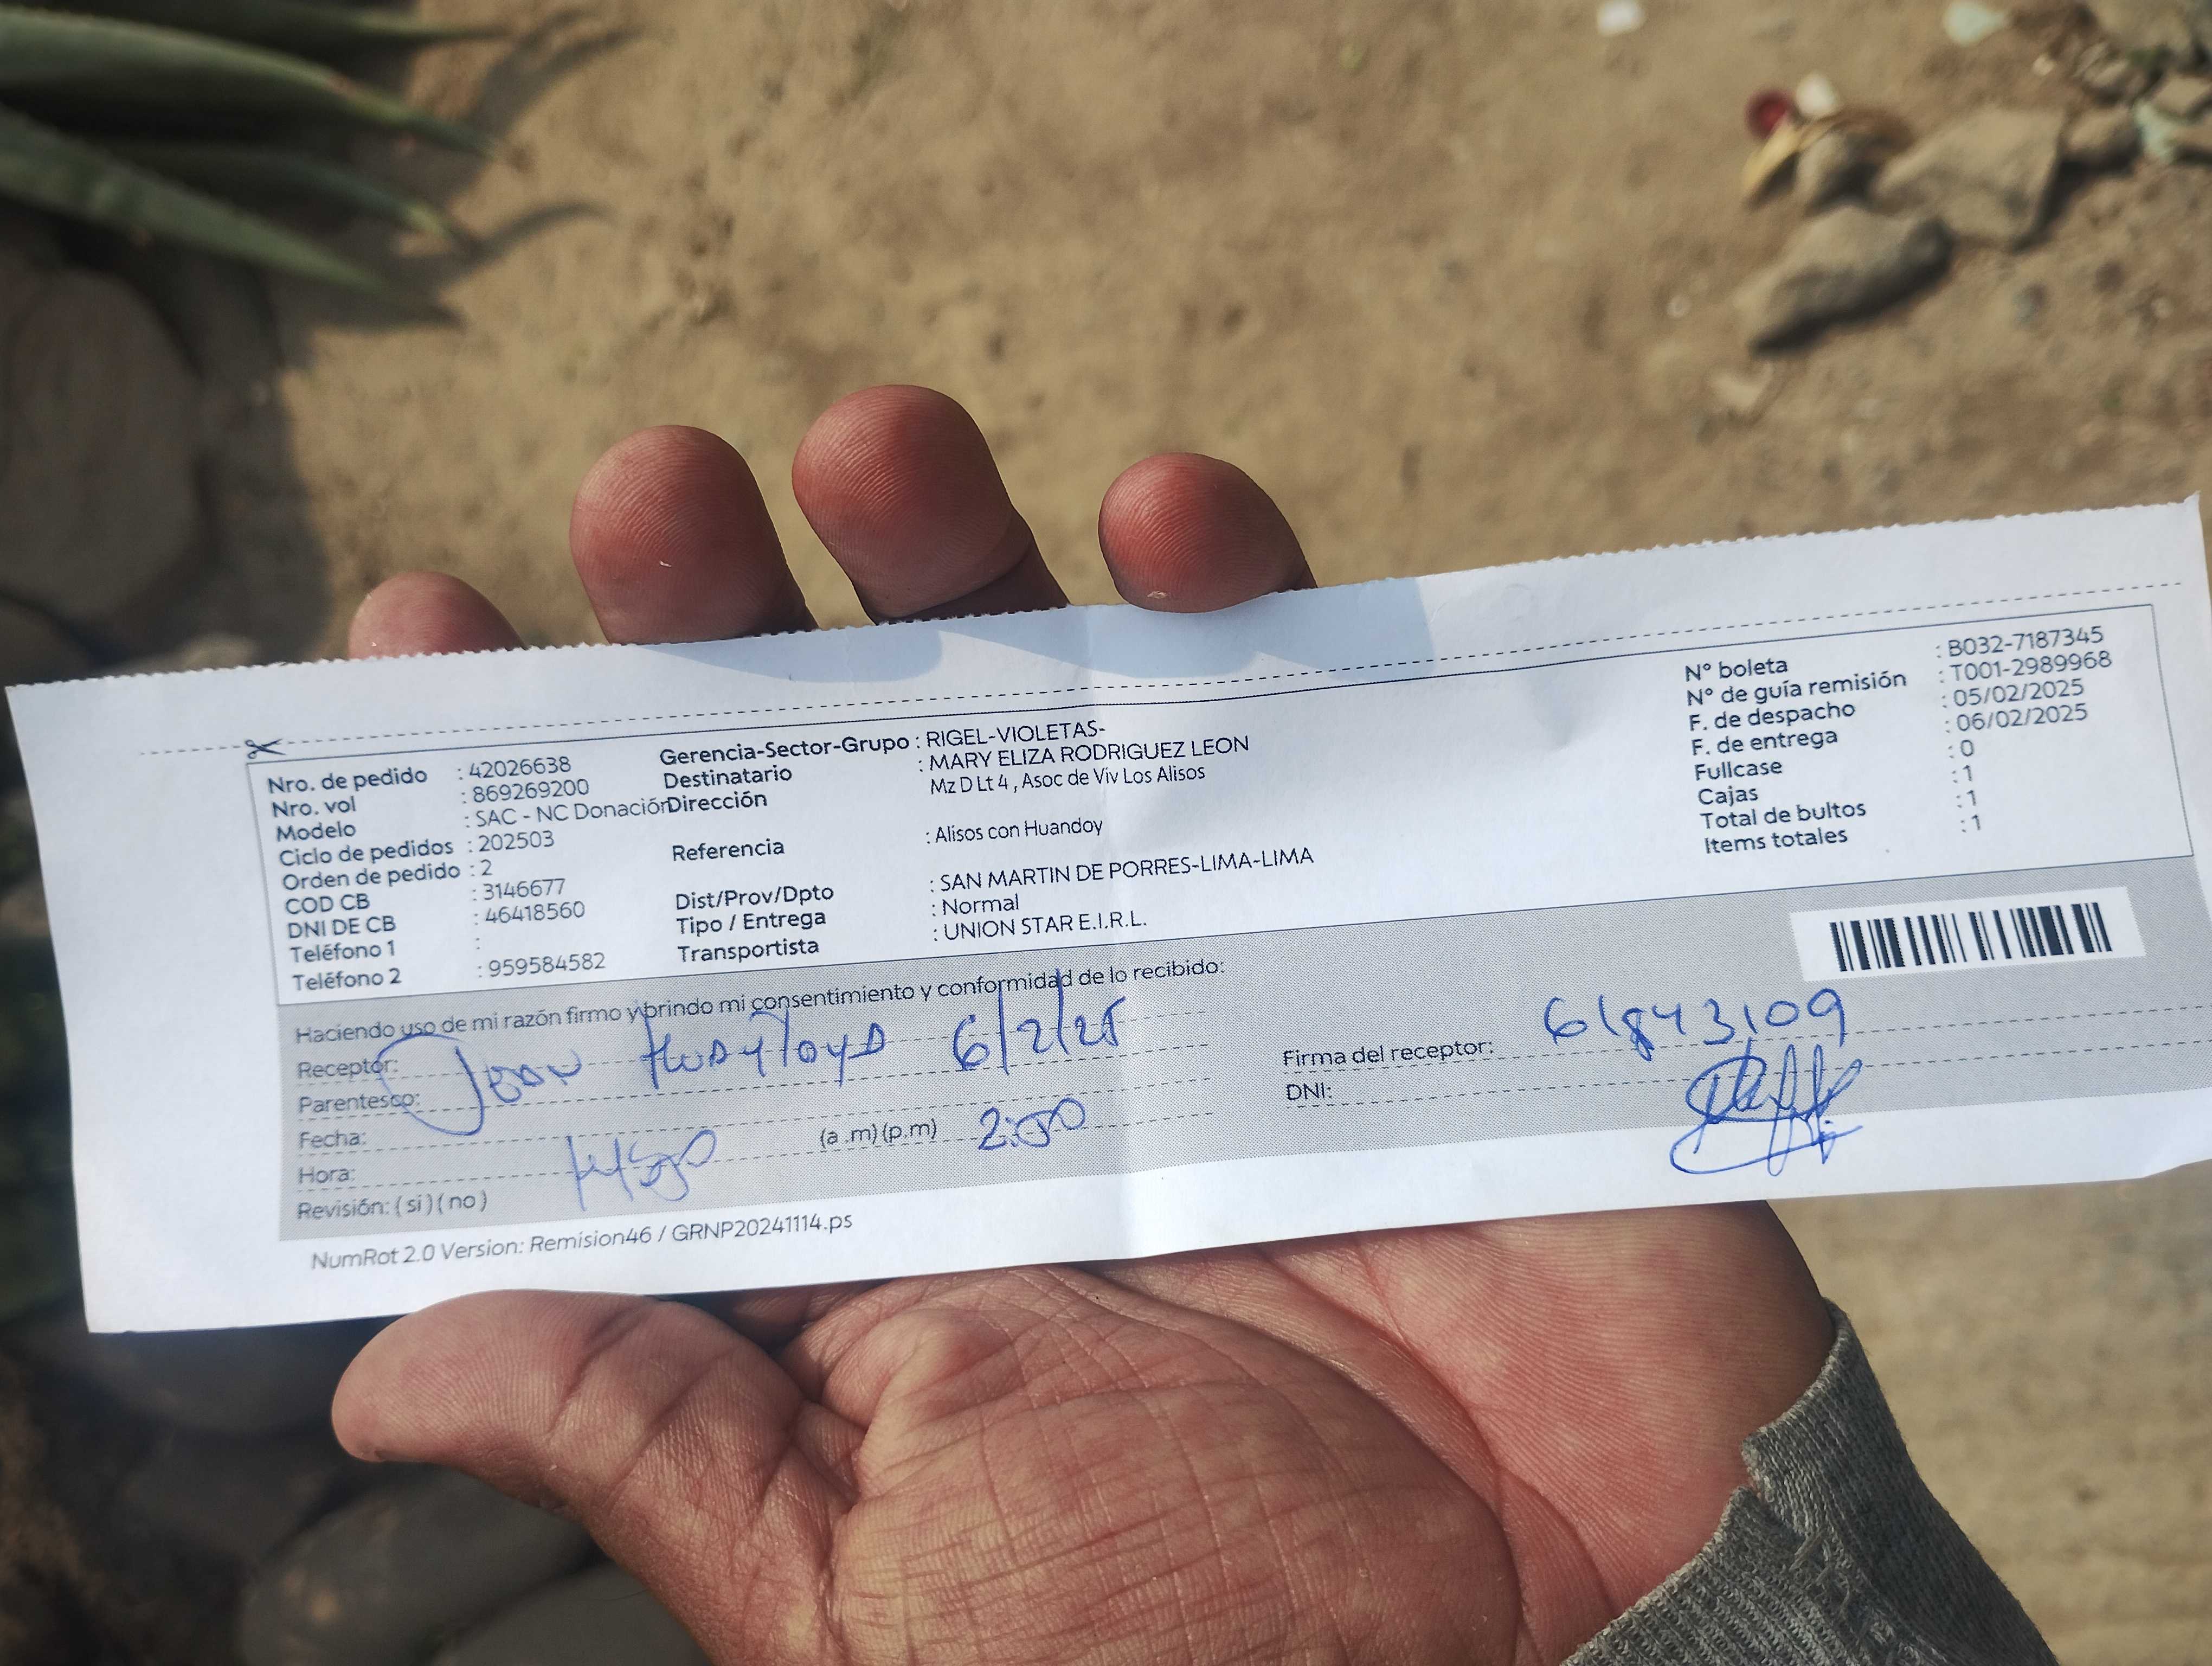 Nro. de pedido : 42026638
Nro. vol : 869269200
Modelo : SAC - NC Donación
Ciclo de pedidos : 202503
Orden de pedido : 2
COD CB : 3146677
DNI DE CB : 46418560
Teléfono 1 :
Teléfono 2 : 959584582
Gerencia-Sector-Grupo : RIGEL-VIOLETAS-
Destinatario : MARY ELIZA RODRIGUEZ LEON
Dirección Mz D Lt 4 , Asoc de Viv Los Alisos
Referencia : Alisos con Huandoy
Dist/Prov/Dpto : SAN MARTIN DE PORRES-LIMA-LIMA
Tipo / Entrega : Normal
Transportista : UNION STAR E.I.R.L.
N° boleta : B032-7187345
N° de guía remisión : T001-2989968
F. de despacho : 05/02/2025
F. de entrega : 06/02/2025
Fullcase : 0
Cajas : 1
Total de bultos : 1
Items totales : 1
Haciendo uso de mi razón firmo y brindo mi consentimiento y conformidad de lo recibido:
Receptor: 6/2/25
Parentesco:
Fecha:
Hora: (a .m) (p.m) 2:50
Revisión: ( si ) ( no )
Firma del receptor: 61843109
DNI:
NumRot 2.0 Version: Remision46 / GRNP20241114.ps